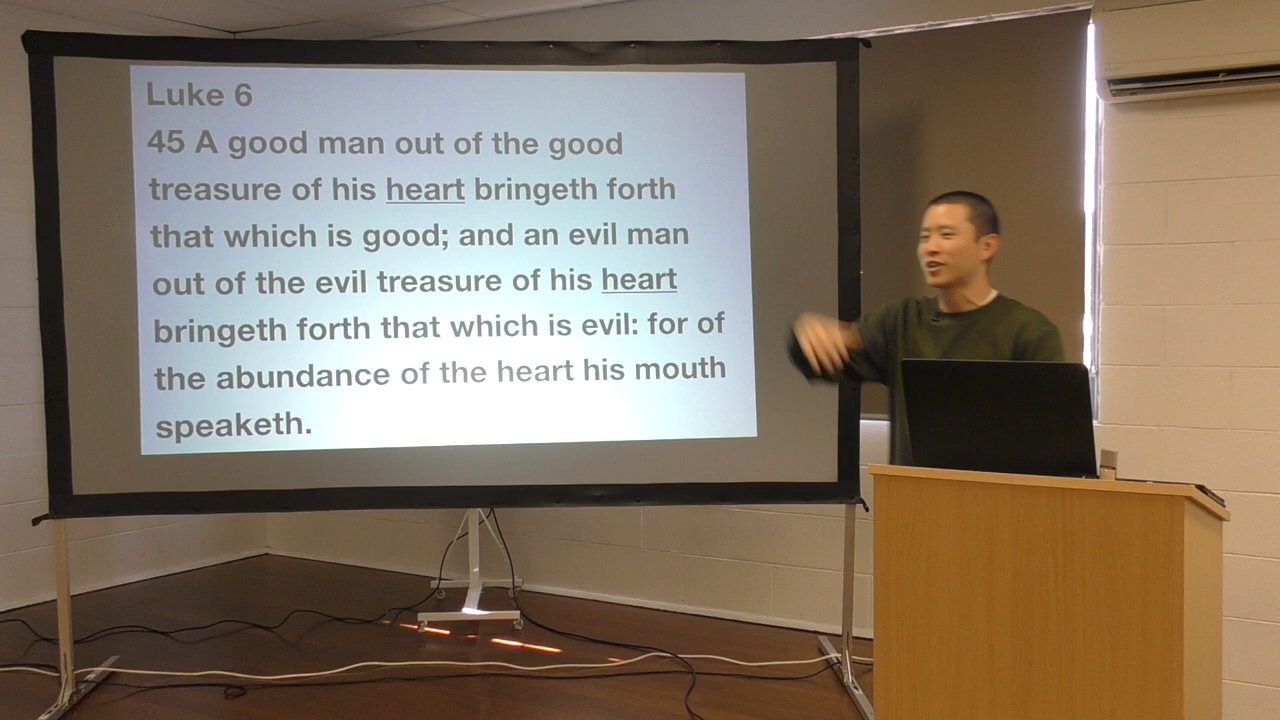 Luke 6
45 A good man out of the good
treasure of his heart bringeth forth
that which is good; and an evil man
out of the evil treasure of his heart
bringeth forth that which is evil: for of
the abundance of the heart his mouth
speaketh.